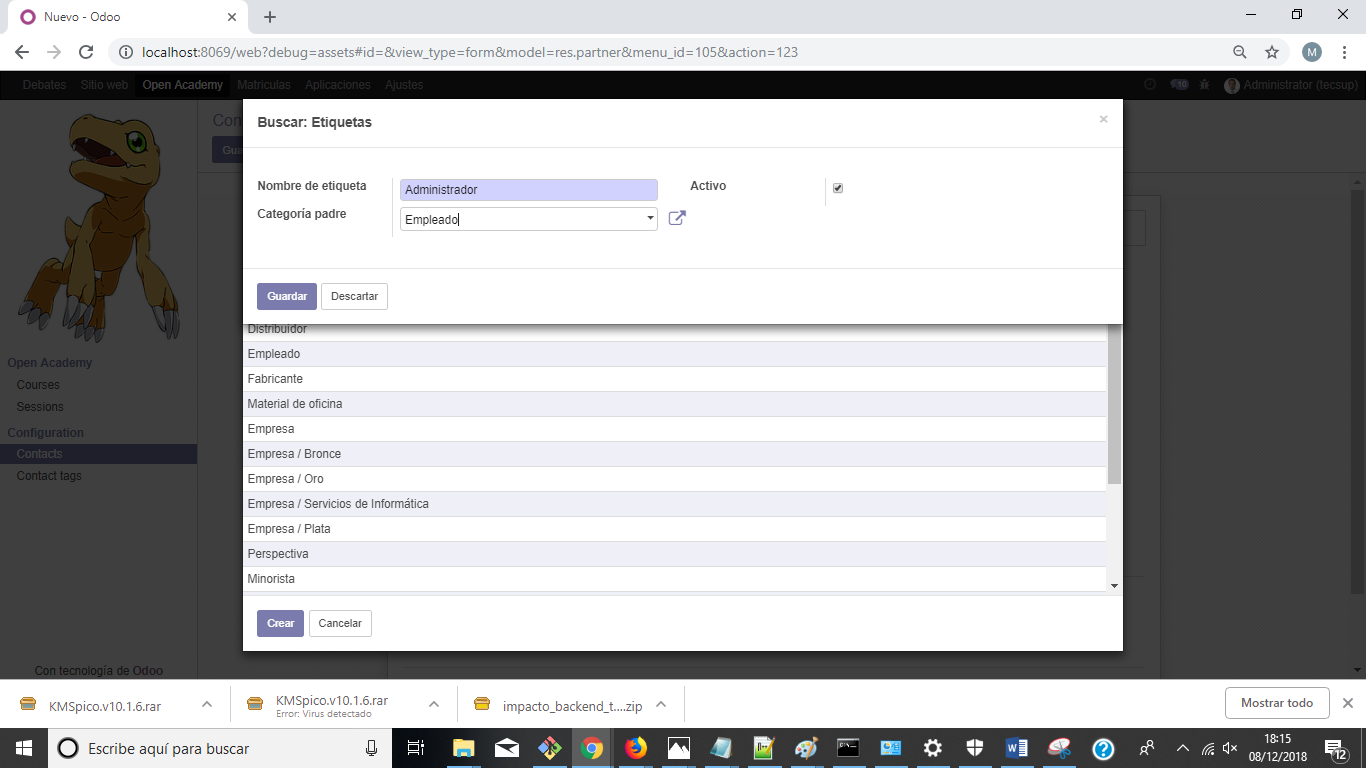 Nuevo - Odoo
localhost:8069/web?debug=assets#id=&view_type=form&model=res.partner&menu_id=105&action=123
M
Debates Sitio web Open Academy Matriculas Aplicaciones Ajustes
10 Administrator (tecsup)
Con
Gua
Buscar: Etiquetas
×
Nombre de etiqueta Administrador Activo
Categoría padre Empleado
Guardar Descartar
Distribuidor
Empleado
Fabricante
Material de oficina
Empresa
Empresa / Bronce
Empresa / Oro
Empresa / Servicios de Informática
Empresa / Plata
Perspectiva
Minorista
Crear Cancelar
Open Academy
Courses
Sessions
Configuration
Contacts
Contact tags
Con tecnología de Odoo
KMSpico.v10.1.6.rar
KMSpico.v10.1.6.rar
Error: Virus detectado
impacto_backend_t....zip
Mostrar todo
Escribe aquí para buscar
18:15
08/12/2018
12